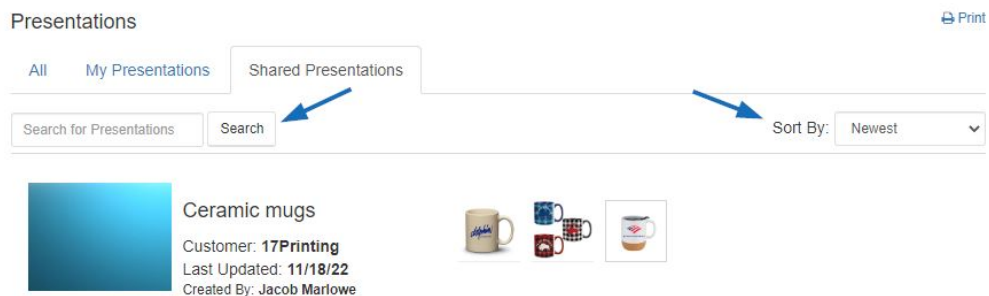 Presentations
Print
All My Presentations Shared Presentations
Search for Presentations Search
Sort By: Newest
Ceramic mugs
Customer: 17Printing
Last Updated: 11/18/22
Created By: Jacob Marlowe